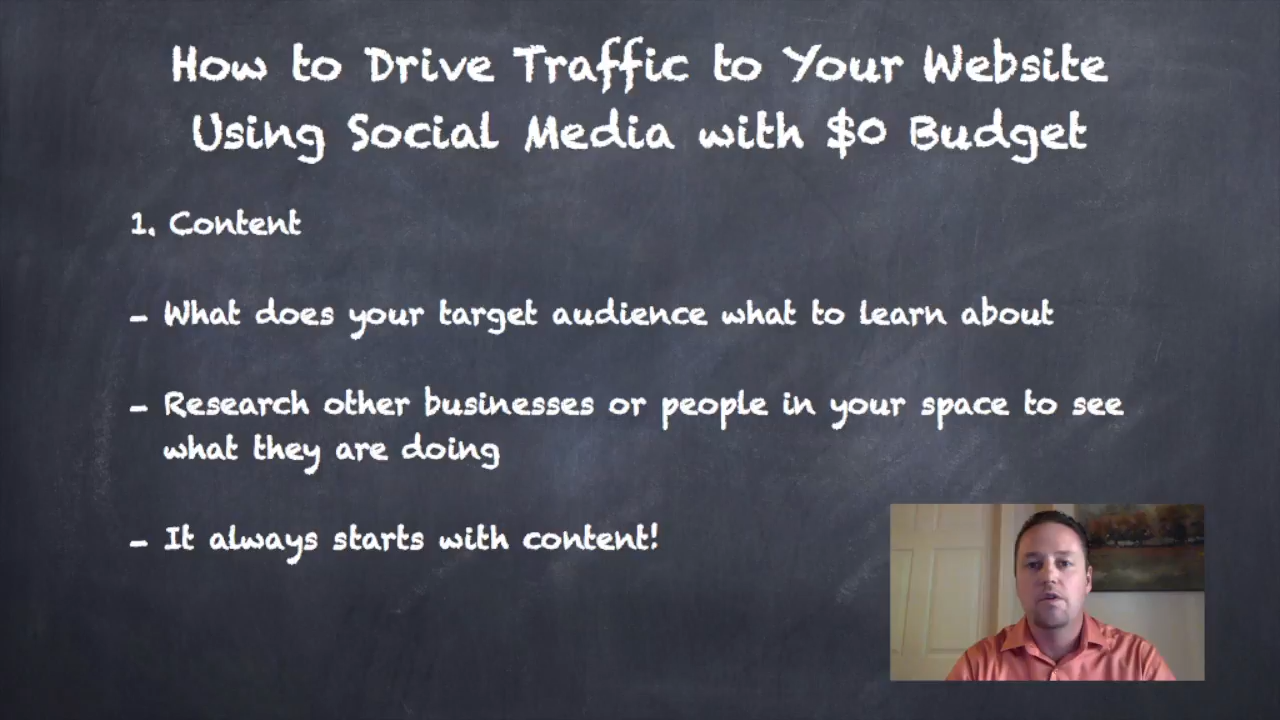 How to Drive Traffic to Your Website
Using Social Media with $0 Budget
1. Content
- What does your target audience what to learn about
- Research other businesses or people in your space to see
what they are doing
- It always starts with content!